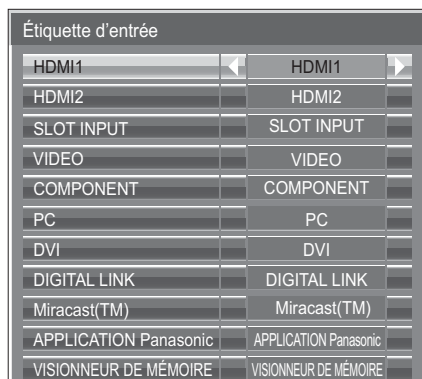 Étiquette d'entrée
HDMI1 HDMI1
HDMI2 HDMI2
SLOT INPUT SLOT INPUT
VIDEO VIDEO
COMPONENT COMPONENT
PC PC
DVI DVI
DIGITAL LINK DIGITAL LINK
Miracast(TM) Miracast(TM)
APPLICATION Panasonic APPLICATION Panasonic
VISIONNEUR DE MÉMOIRE VISIONNEUR DE MÉMOIRE